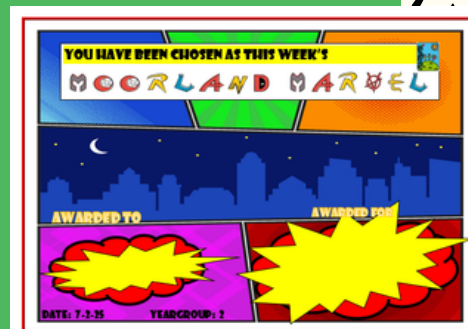 YOU HAVE BEEN CHOSEN AS THIS WEEK'S
MOORLAND MARVEL
AWARDED TO
AWARDED FOR
DATE: 7-2-25 YEARGROUP: 2